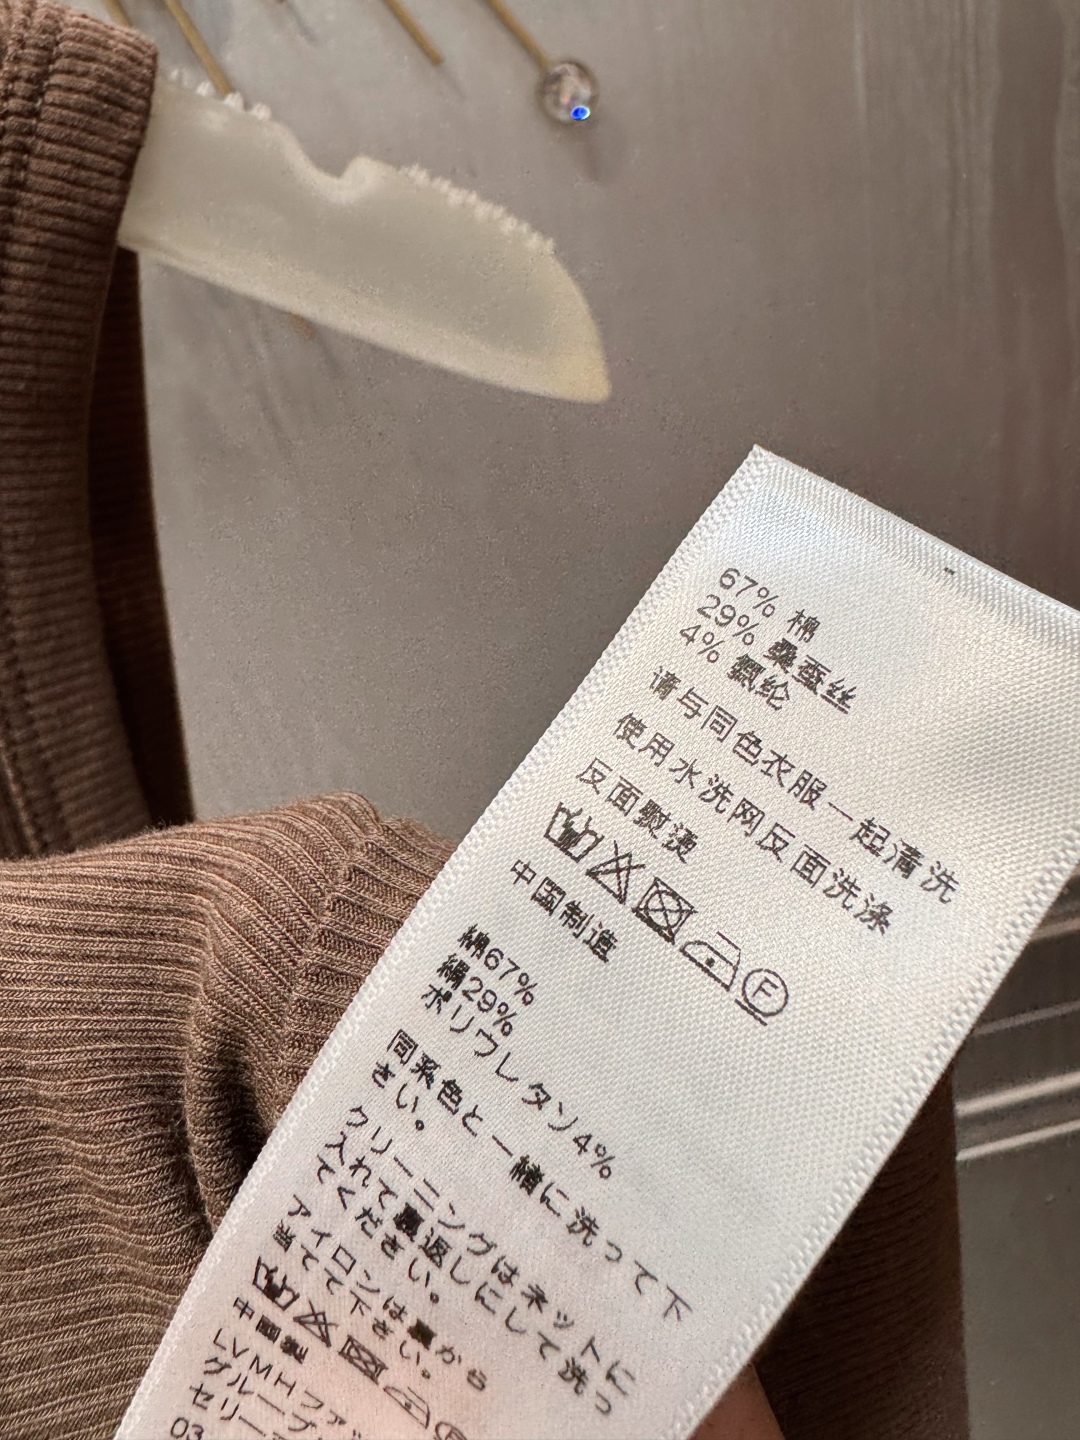 67% 棉
29% 桑蚕丝
4% 氨纶
请与同色衣服一起清洗
使用水洗网反面洗涤
反面熨烫
F
中国制造
綿67%
絹29%
ポリウレタン4%
同系色と一緒に洗って下
さい。
クリーニングはネットに
入れて裏返しにして洗っ
てください。
アイロンは裏から
当てて下さい。
中国製
LVMHファッ
グループ
セリー
03